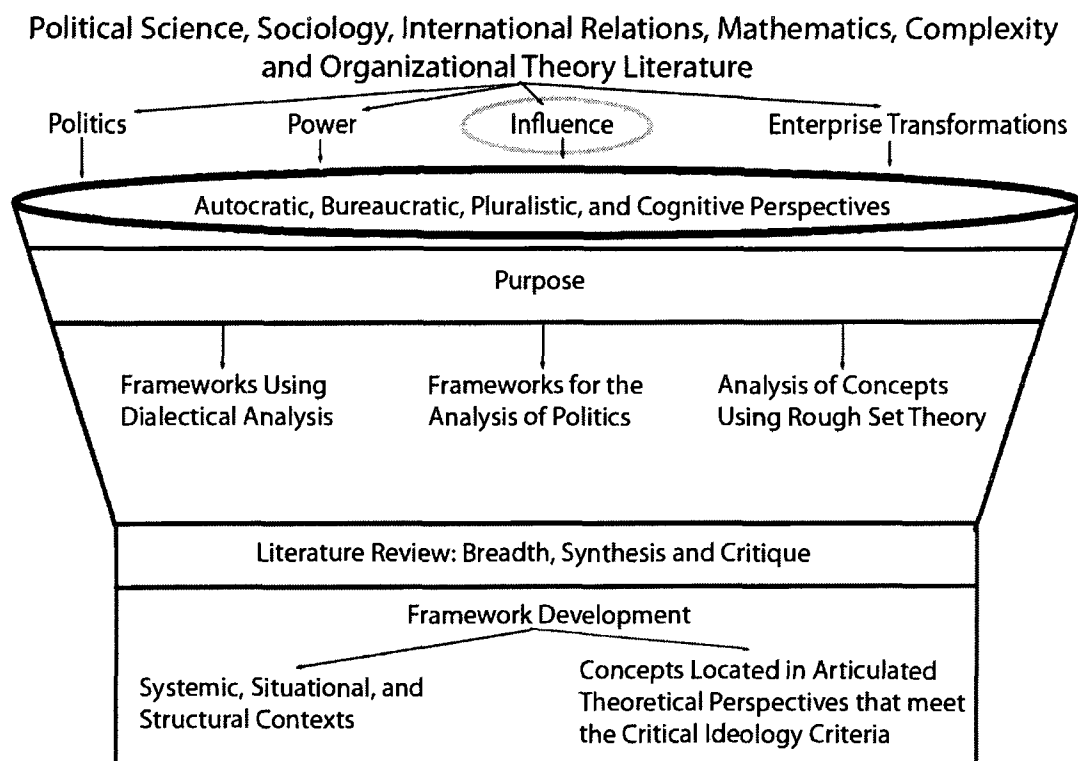 Political Science, Sociology, International Relations, Mathematics, Complexity
and Organizational Theory Literature
Politics
Power
Influence
Enterprise Transformations
Autocratic, Bureaucratic, Pluralistic, and Cognitive Perspectives
Purpose
Frameworks Using
Dialectical Analysis
Frameworks for the
Analysis of Politics
Analysis of Concepts
Using Rough Set Theory
Literature Review: Breadth, Synthesis and Critique
Framework Development
Systemic, Situational, and
Structural Contexts
Concepts Located in Articulated
Theoretical Perspectives that meet
the Critical Ideology Criteria